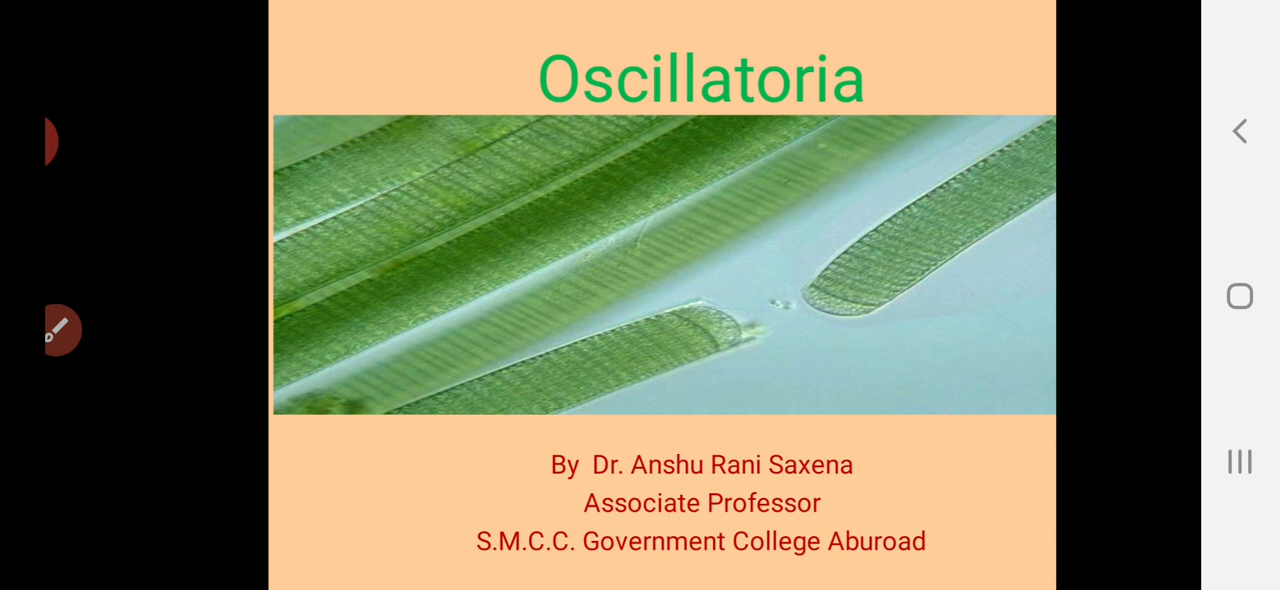 Oscillatoria
By Dr. Anshu Rani Saxena
Associate Professor
S.M.C.C. Government College Aburoad